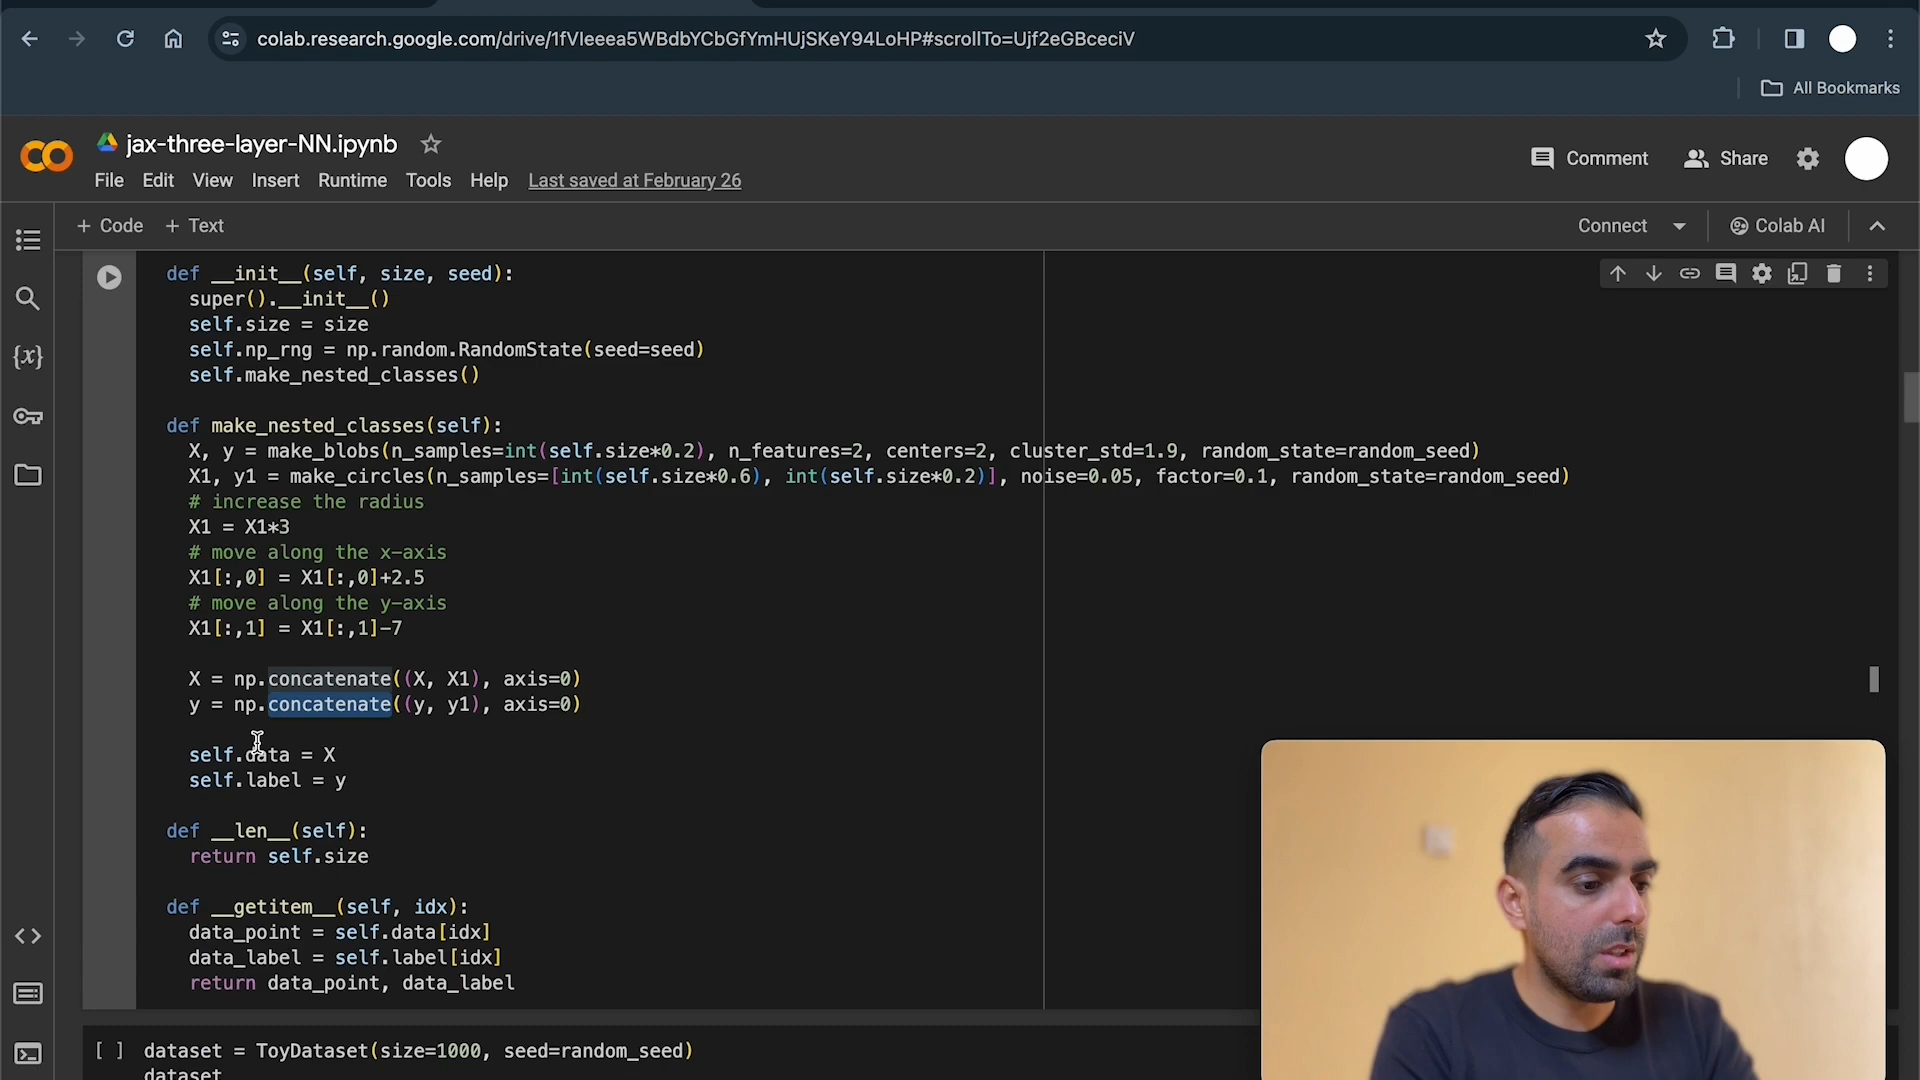 colab.research.google.com/drive/1fVleeea5WBdbYCbGfYmHUjSKeY94LoHP#scrollTo=Ujf2eGBceciV
All Bookmarks
jax-three-layer-NN.ipynb
Comment
Share
File Edit View Insert Runtime Tools Help Last saved at February 26
+ Code + Text
Connect
Colab AI
def __init__(self, size, seed):
super().__init__()
self.size = size
self.np_rng = np.random.RandomState(seed=seed)
self.make_nested_classes()
def make_nested_classes(self):
X, y = make_blobs(n_samples=int(self.size*0.2), n_features=2, centers=2, cluster_std=1.9, random_state=random_seed)
X1, y1 = make_circles(n_samples=[int(self.size*0.6), int(self.size*0.2)], noise=0.05, factor=0.1, random_state=random_seed)
# increase the radius
X1 = X1*3
# move along the x-axis
X1[:,0] = X1[:,0]+2.5
# move along the y-axis
X1[:,1] = X1[:,1]-7
X = np.concatenate((X, X1), axis=0)
y = np.concatenate((y, y1), axis=0)
self.data = X
self.label = y
def __len__(self):
return self.size
def __getitem__(self, idx):
data_point = self.data[idx]
data_label = self.label[idx]
return data_point, data_label
[ ] dataset = ToyDataset(size=1000, seed=random_seed)
dataset